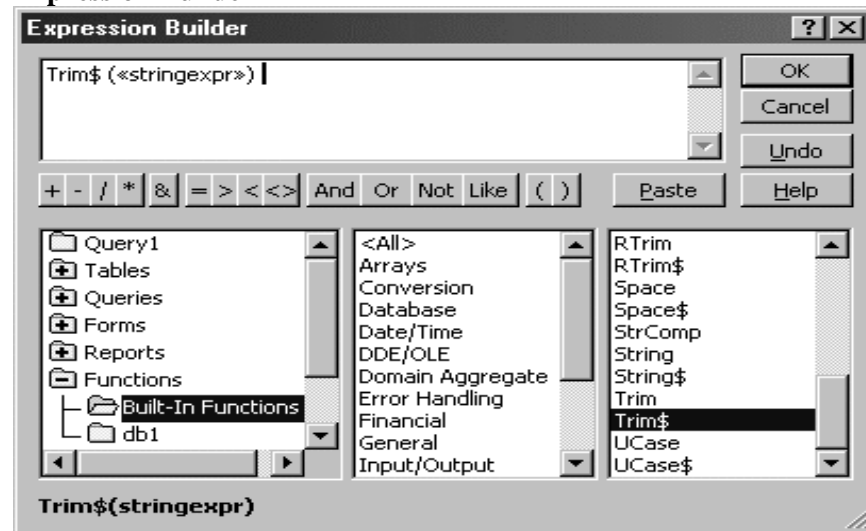 Expression Builder
Trim$ («stringexpr»)
OK
Cancel
Undo
+ - / * & = > < <> And Or Not Like ( ) Paste Help
Query1
Tables
Queries
Forms
Reports
Functions
Built-In Functions
db1
<All>
Arrays
Conversion
Database
Date/Time
DDE/OLE
Domain Aggregate
Error Handling
Financial
General
Input/Output
RTrim
RTrim$
Space
Space$
StrComp
String
String$
Trim
Trim$
UCase
UCase$
Trim$(stringexpr)